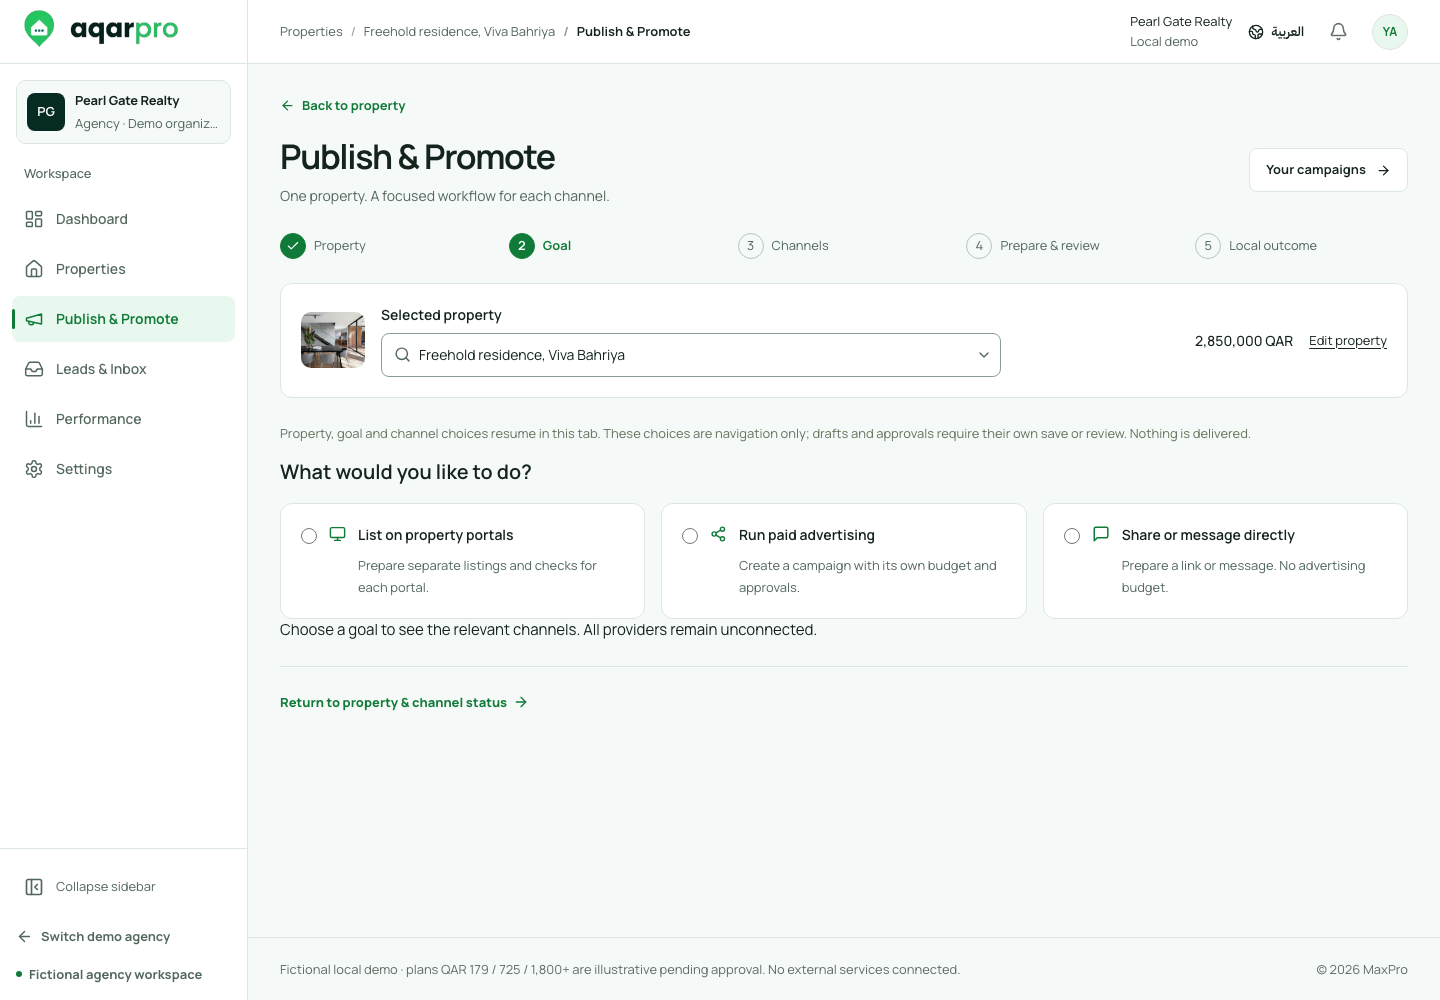 aqarpro
Properties / Freehold residence, Viva Bahriya / Publish & Promote
Pearl Gate Realty
Local demo
العربية
YA
PG
Pearl Gate Realty
Agency · Demo organiz...
Workspace
Dashboard
Properties
Publish & Promote
Leads & Inbox
Performance
Settings
Collapse sidebar
Switch demo agency
Fictional agency workspace
Back to property
Publish & Promote
One property. A focused workflow for each channel.
Your campaigns
Property
2 Goal
3 Channels
4 Prepare & review
5 Local outcome
Selected property
Freehold residence, Viva Bahriya
2,850,000 QAR
Edit property
Property, goal and channel choices resume in this tab. These choices are navigation only; drafts and approvals require their own save or review. Nothing is delivered.
What would you like to do?
List on property portals
Prepare separate listings and checks for
each portal.
Run paid advertising
Create a campaign with its own budget and
approvals.
Share or message directly
Prepare a link or message. No advertising
budget.
Choose a goal to see the relevant channels. All providers remain unconnected.
Return to property & channel status
Fictional local demo · plans QAR 179 / 725 / 1,800+ are illustrative pending approval. No external services connected.
© 2026 MaxPro